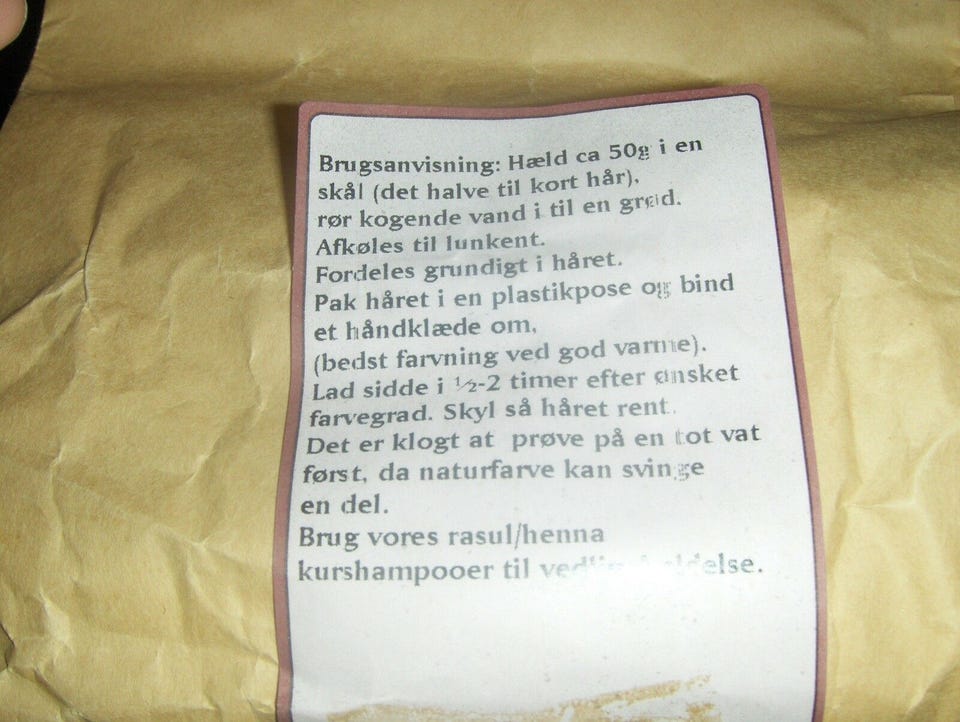 Brugsanvisning: Hæld ca 50g i en
skål (det halve til kort hår),
rør kogende vand i til en grød.
Afkøles til lunkent.
Fordeles grundigt i håret.
Pak håret i en plastikpose og bind
et håndklæde om,
(bedst farvning ved god varme).
Lad sidde i ½-2 timer efter ønsket
farvegrad. Skyl så håret rent.
Det er klogt at prøve på en tot vat
først, da naturfarve kan svinge
en del.
Brug vores rasul/henna
kurshampooer til vedligeholdelse.